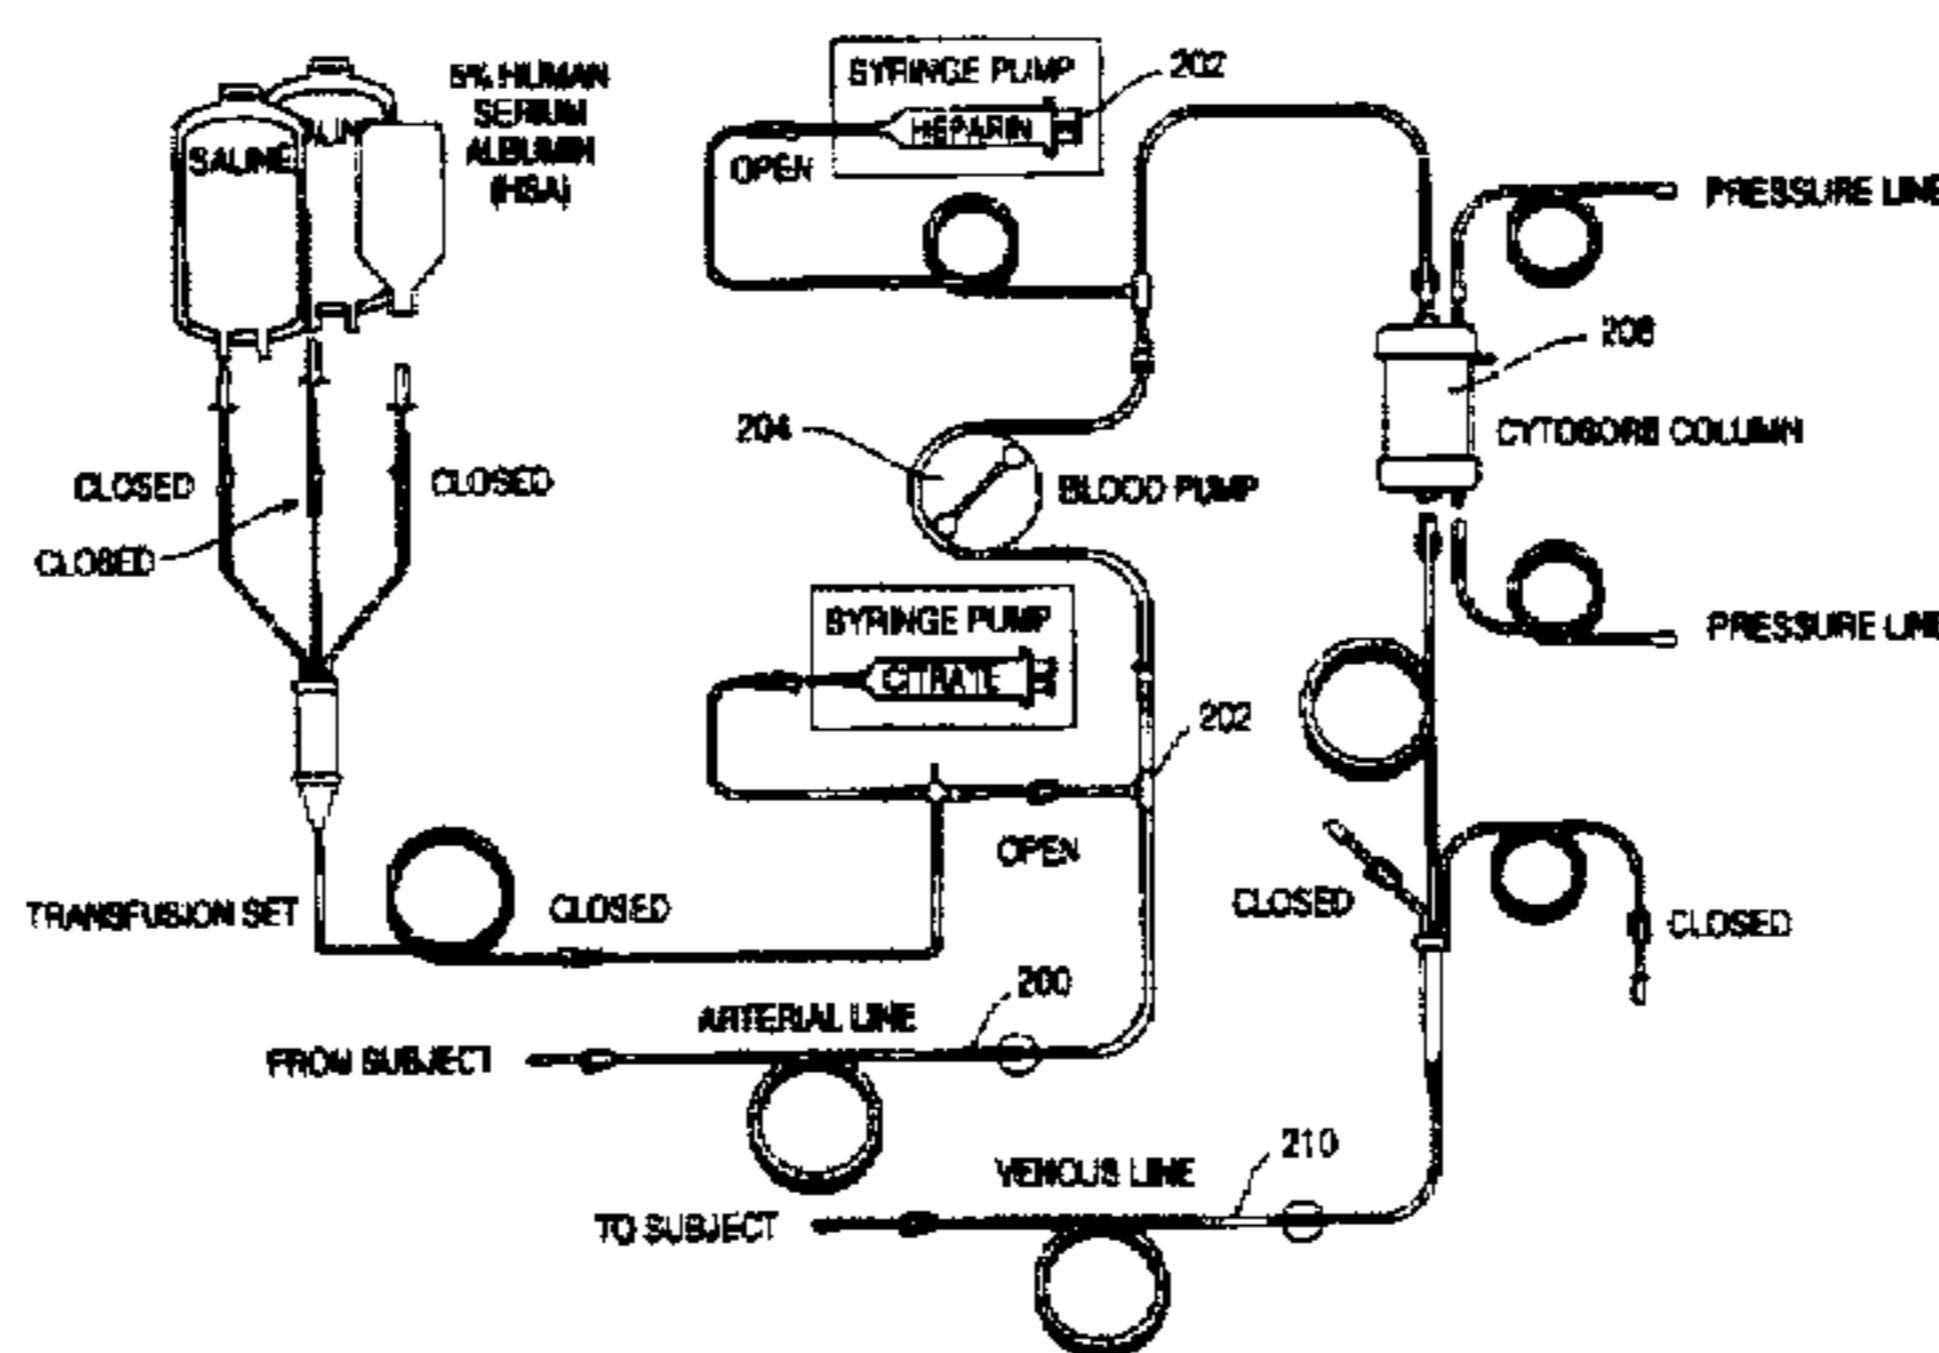 5% HUMAN
SERUM
ALBUMIN
(HSA)
SALINE
SYRINGE PUMP
202
HEPARIN
OPEN
PRESSURE LINE
208
CYTOSORB COLUMN
204
BLOOD PUMP
CLOSED
CLOSED
CLOSED
PRESSURE LINE
SYRINGE PUMP
CITRATE
202
OPEN
TRANSFUSION SET
CLOSED
CLOSED
CLOSED
200
ARTERIAL LINE
FROM SUBJECT
210
VENOUS LINE
TO SUBJECT